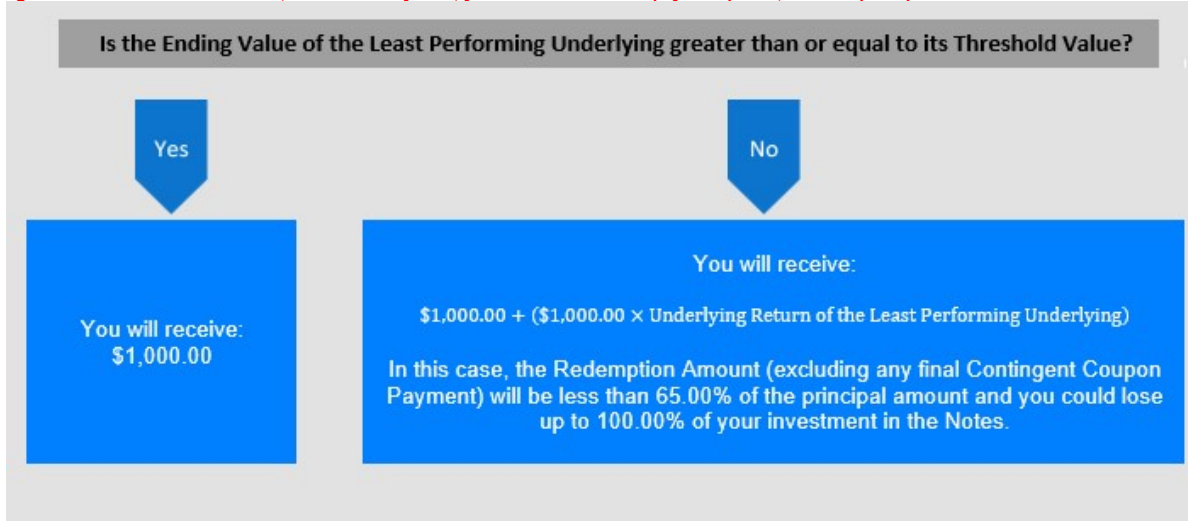 Is the Ending Value of the Least Performing Underlying greater than or equal to its Threshold Value?
Yes
No
You will receive:
$1,000.00
You will receive:
$1,000.00 + ($1,000.00 × Underlying Return of the Least Performing Underlying)
In this case, the Redemption Amount (excluding any final Contingent Coupon
Payment) will be less than 65.00% of the principal amount and you could lose
up to 100.00% of your investment in the Notes.